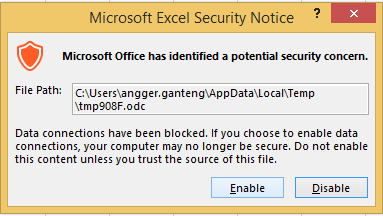 Microsoft Excel Security Notice ? ×
Microsoft Office has identified a potential security concern.
File Path: C:\Users\angger.ganteng\AppData\Local\Temp
\tmp908F.odc
Data connections have been blocked. If you choose to enable data
connections, your computer may no longer be secure. Do not enable
this content unless you trust the source of this file.
Enable Disable